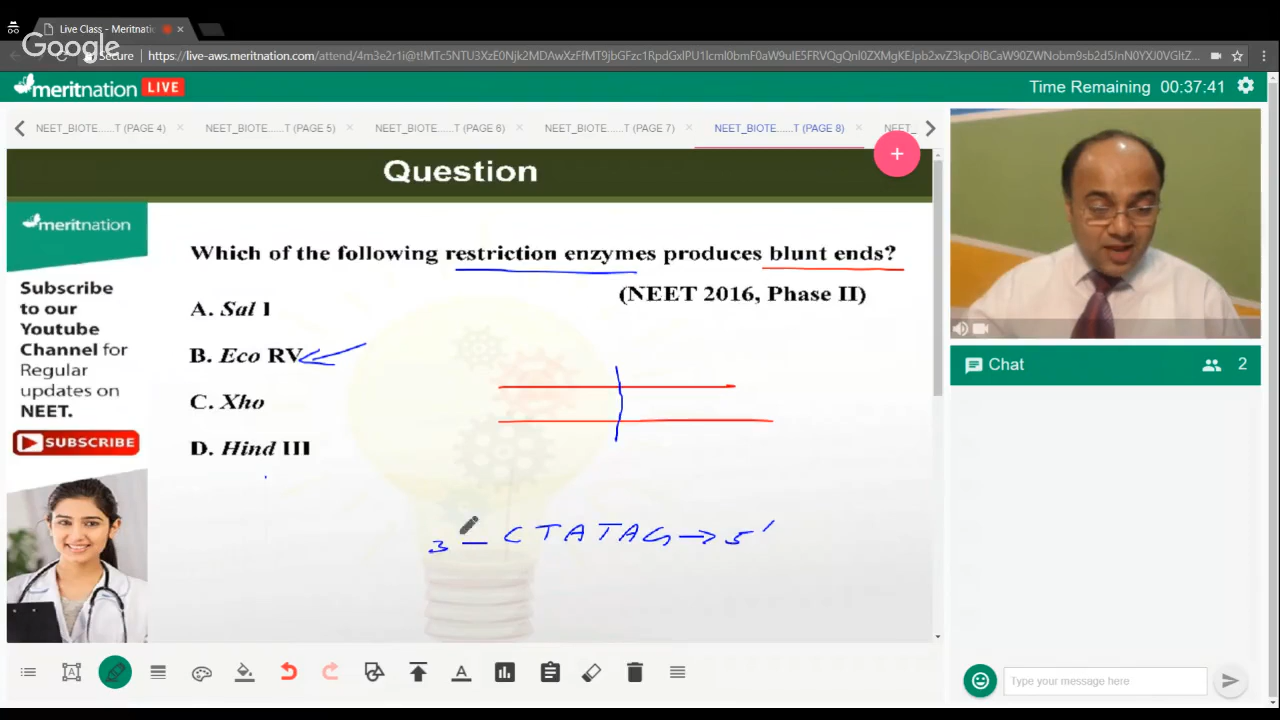 Live Class - Meritnatio
Google
Secure
https://live-aws.meritnation.com/attend/
meritnation LIVE
Time Remaining 00:37:41
NEET_BIOTE......T (PAGE 4)
NEET_BIOTE......T (PAGE 5)
NEET_BIOTE......T (PAGE 6)
NEET_BIOTE......T (PAGE 7)
NEET_BIOTE......T (PAGE 8)
NEET_
Question
meritnation
Subscribe
to our
Youtube
Channel for
Regular
updates on
NEET.
SUBSCRIBE
Which of the following restriction enzymes produces blunt ends?
(NEET 2016, Phase II)
A. Sal I
B. Eco RV
C. Xho
D. Hind III
3 — CTATAG → 5'
Chat
2
Type your message here